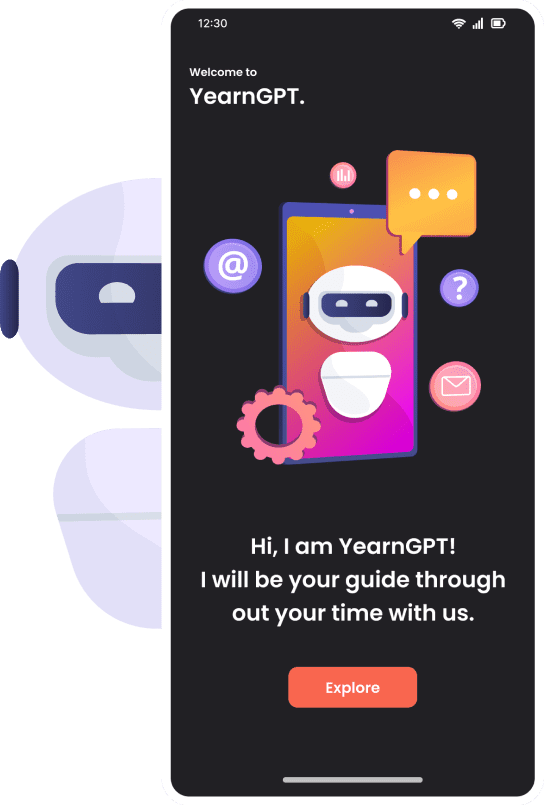 12:30
Welcome to
YearnGPT.
@
?
Hi, I am YearnGPT!
I will be your guide through
out your time with us.
Explore